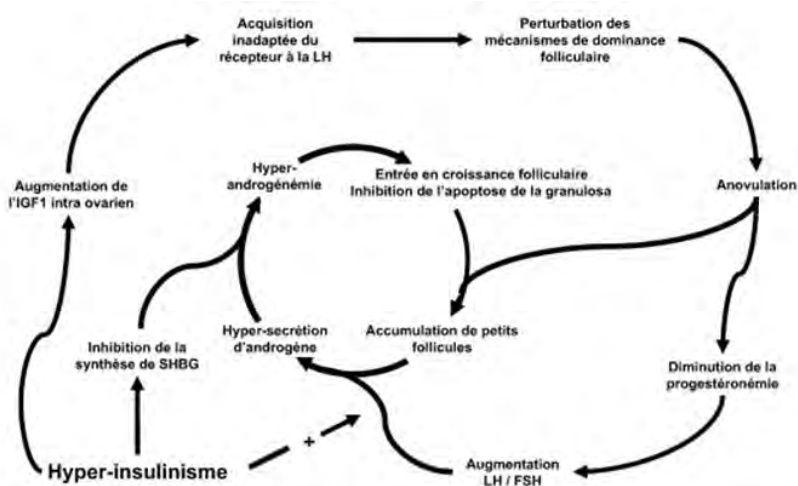 Acquisition
inadaptée du
récepteur à la LH
Perturbation des
mécanismes de dominance
folliculaire
Augmentation de
l'IGF1 intra ovarien
Hyper-
androgénémie
Entrée en croissance folliculaire
Inhibition de l'apoptose de la granulosa
Anovulation
Inhibition de la
synthèse de SHBG
Hyper-secrétion
d'androgène
Accumulation de petits
follicules
Diminution de la
progestéronémie
Hyper-insulinisme
+
Augmentation
LH / FSH